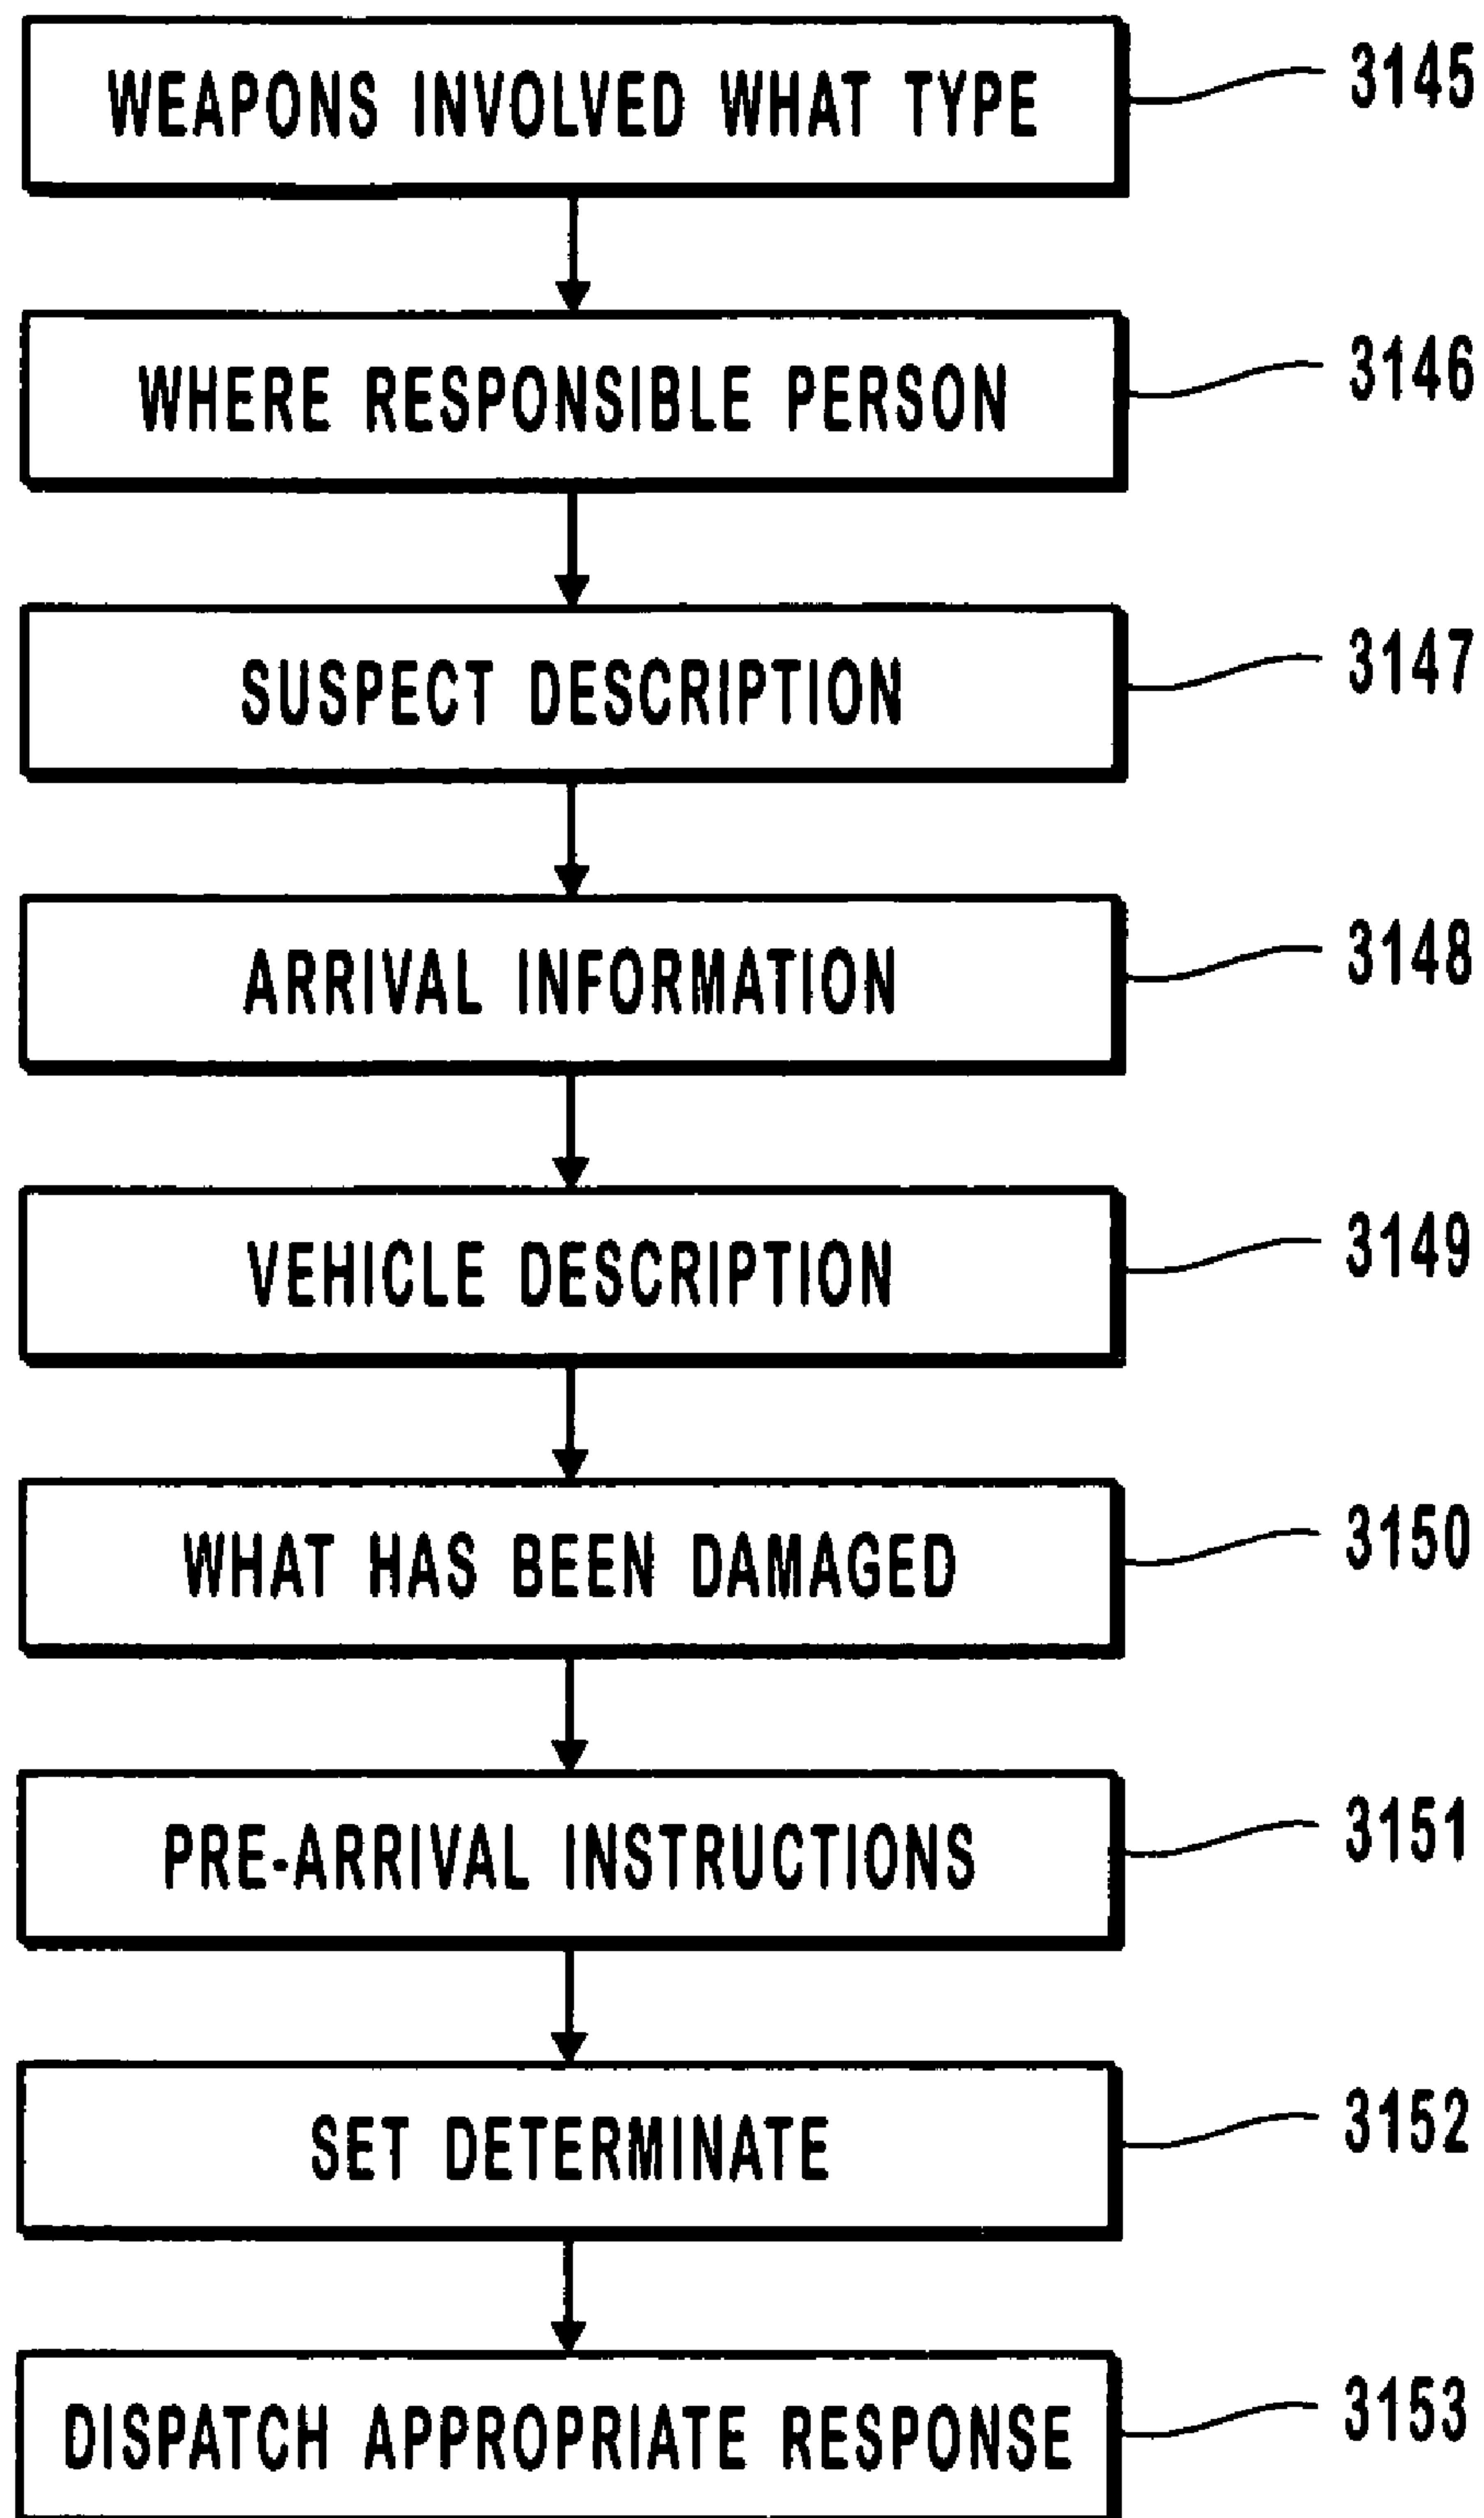 WEAPONS INVOLVED WHAT TYPE 3145
WHERE RESPONSIBLE PERSON 3146
SUSPECT DESCRIPTION 3147
ARRIVAL INFORMATION 3148
VEHICLE DESCRIPTION 3149
WHAT HAS BEEN DAMAGED 3150
PRE-ARRIVAL INSTRUCTIONS 3151
SET DETERMINATE 3152
DISPATCH APPROPRIATE RESPONSE 3153